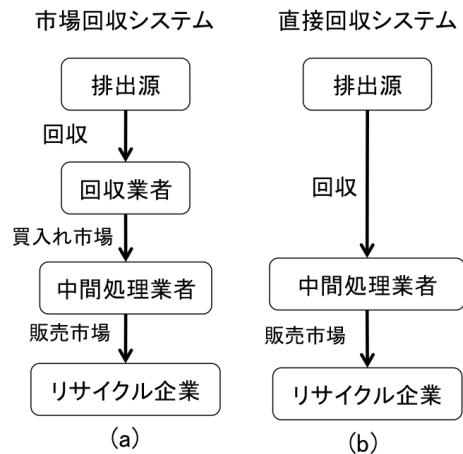 市場回収システム
排出源
回収
回収業者
買入れ市場
中間処理業者
販売市場
リサイクル企業
(a)
直接回収システム
排出源
回収
中間処理業者
販売市場
リサイクル企業
(b)